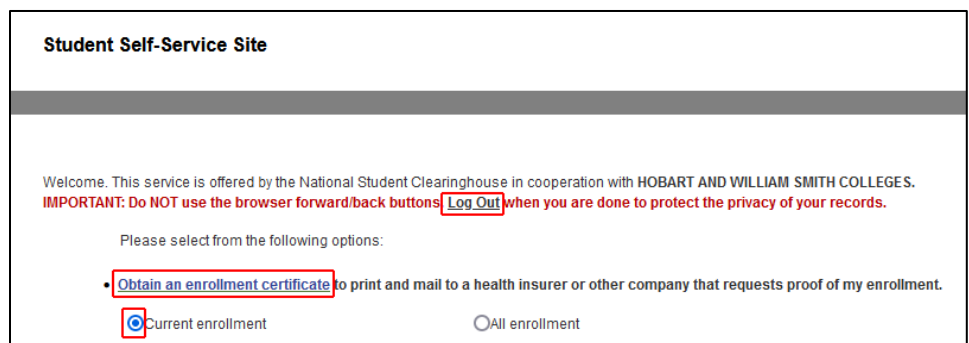 Student Self-Service Site
Welcome. This service is offered by the National Student Clearinghouse in cooperation with HOBART AND WILLIAM SMITH COLLEGES.
IMPORTANT: Do NOT use the browser forward/back buttons. Log Out when you are done to protect the privacy of your records.
Please select from the following options:
• Obtain an enrollment certificate to print and mail to a health insurer or other company that requests proof of my enrollment.
Current enrollment All enrollment